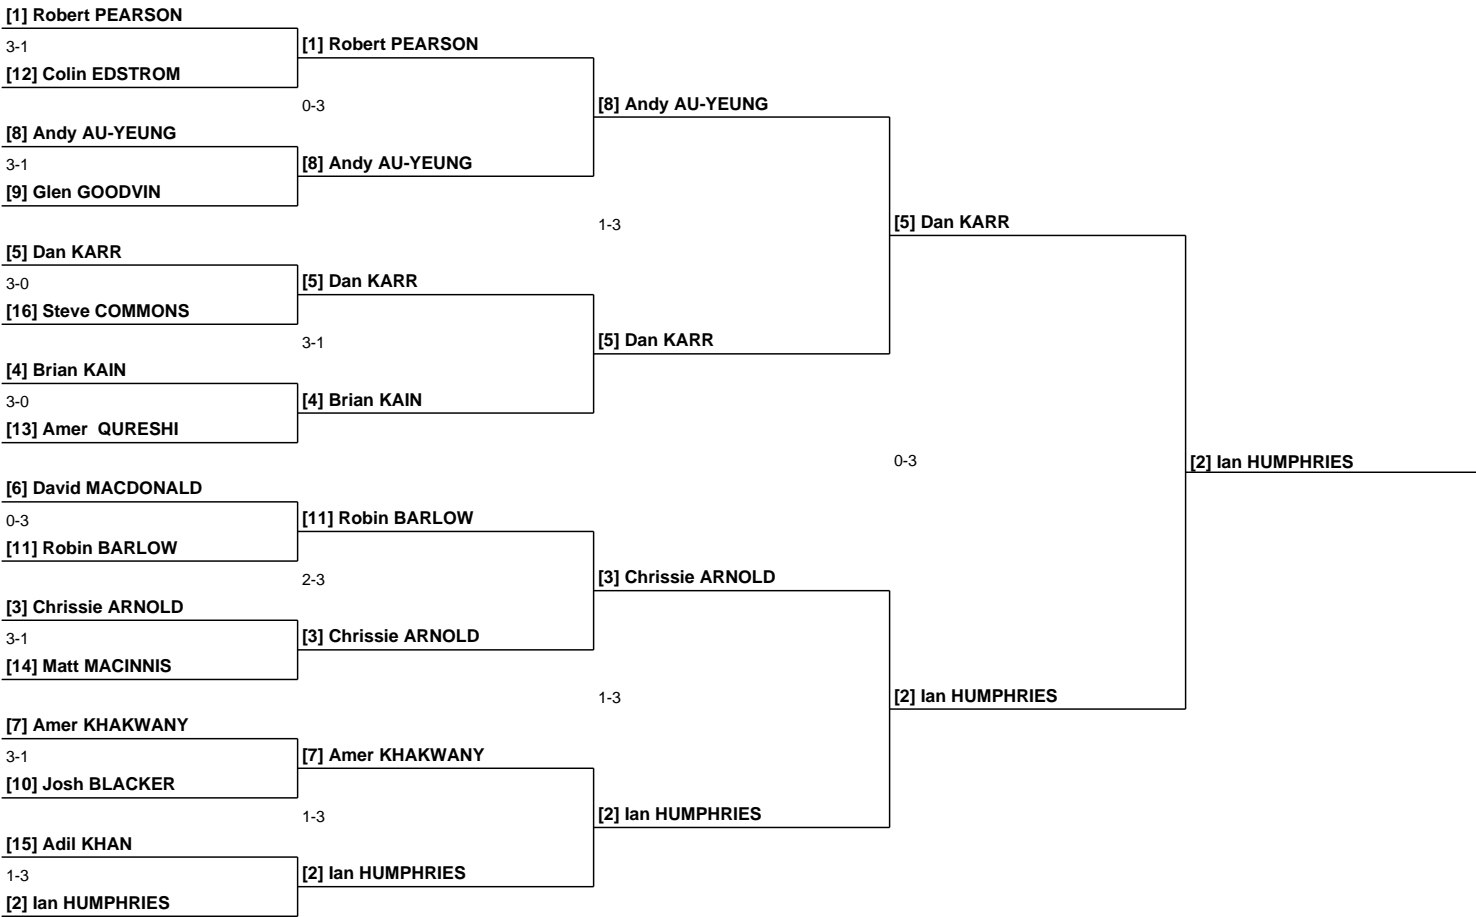 [1] Robert PEARSON
3-1
[12] Colin EDSTROM
[8] Andy AU-YEUNG
3-1
[9] Glen GOODVIN
[5] Dan KARR
3-0
[16] Steve COMMONS
[4] Brian KAIN
3-0
[13] Amer  QURESHI
[6] David MACDONALD
0-3
[11] Robin BARLOW
[3] Chrissie ARNOLD
3-1
[14] Matt MACINNIS
[7] Amer KHAKWANY
3-1
[10] Josh BLACKER
[15] Adil KHAN
1-3
[2] Ian HUMPHRIES
[1] Robert PEARSON
0-3
[8] Andy AU-YEUNG
[5] Dan KARR
3-1
[4] Brian KAIN
[11] Robin BARLOW
2-3
[3] Chrissie ARNOLD
[7] Amer KHAKWANY
1-3
[2] Ian HUMPHRIES
[8] Andy AU-YEUNG
1-3
[5] Dan KARR
[3] Chrissie ARNOLD
1-3
[2] Ian HUMPHRIES
[5] Dan KARR
0-3
[2] Ian HUMPHRIES
[2] Ian HUMPHRIES